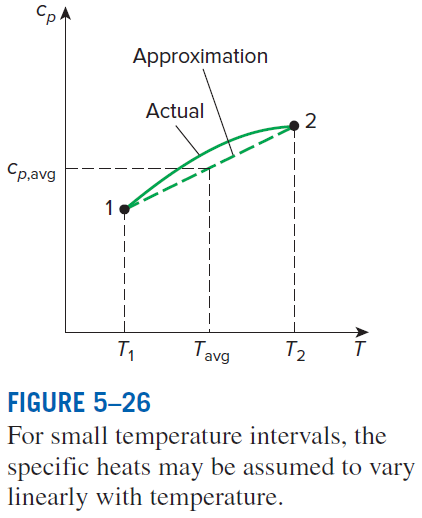 cp
Approximation
Actual
2
cp,avg
1
T1
Tavg
T2
T
FIGURE 5–26
For small temperature intervals, the
specific heats may be assumed to vary
linearly with temperature.